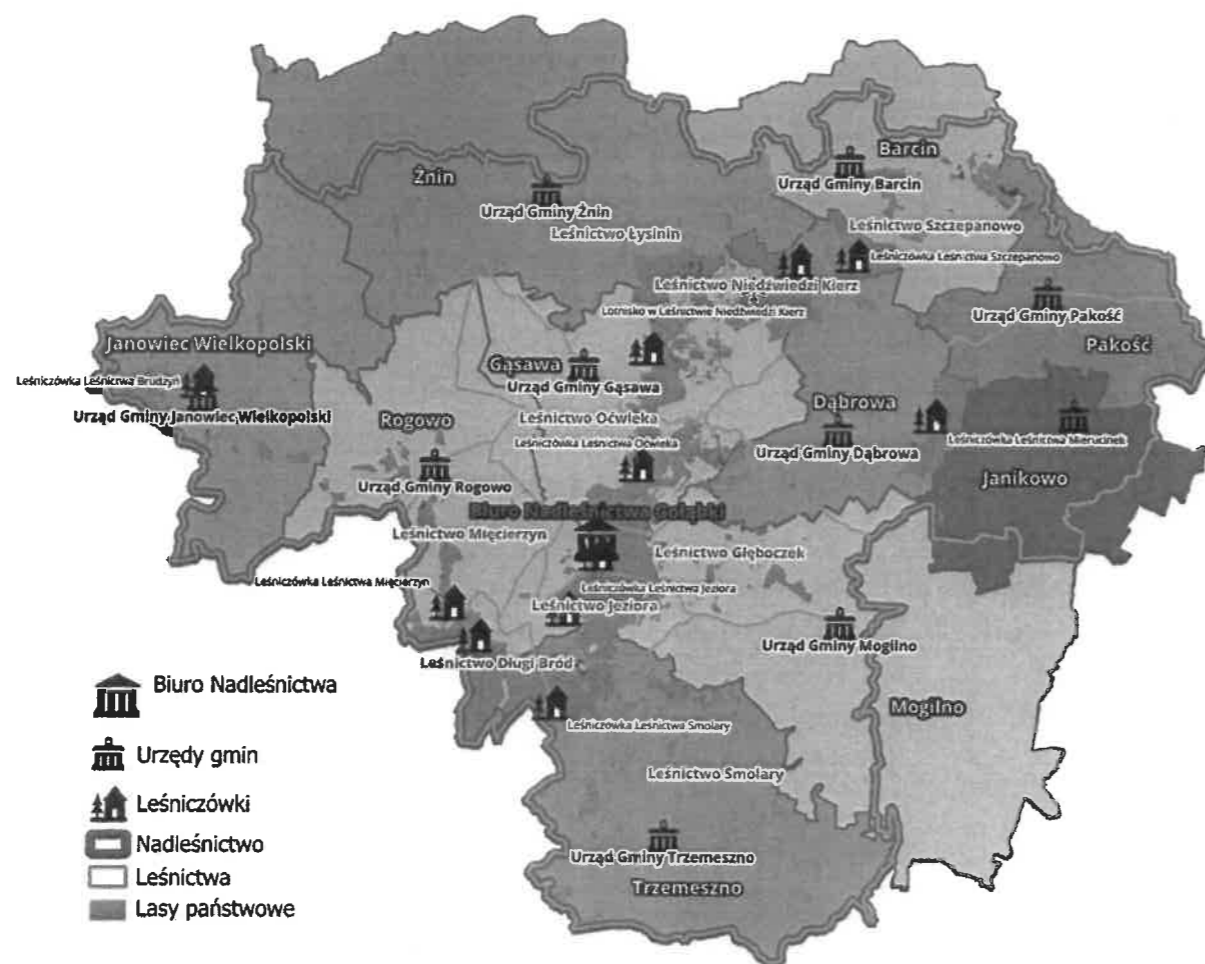 Barcin
Żnin
Urząd Gminy Barcin
Urząd Gminy Żnin
Leśnictwo Szczepanowo
Leśnictwo Łysinin
Leśniczówka Leśnictwa Szczepanowo
Leśnictwo Niedźwiedzi Kierz
Lotnisko w Leśnictwie Niedźwiedzi Kierz
Urząd Gminy Pakość
Janowiec Wielkopolski
Pakość
Gąsawa
Urząd Gminy Gąsawa
Leśniczówka Leśnictwa Brudzyń
Dąbrowa
Urząd Gminy Janowiec Wielkopolski
Rogowo
Leśnictwo Oćwieka
Leśniczówka Leśnictwa Oćwieka
Leśniczówka Leśnictwa Mierucinek
Urząd Gminy Dąbrowa
Urząd Gminy Rogowo
Janikowo
Biuro Nadleśnictwa Gołąbki
Leśnictwo Mięcierzyn
Leśnictwo Głęboczek
Leśniczówka Leśnictwa Mięcierzyn
Leśniczówka Leśnictwa Jeziora
Leśnictwo Jeziora
Urząd Gminy Mogilno
Leśnictwo Długi Bród
Mogilno
Leśniczówka Leśnictwa Smolary
Leśnictwo Smolary
Urząd Gminy Trzemeszno
Trzemeszno
Biuro Nadleśnictwa
Urzędy gmin
Leśniczówki
Nadleśnictwo
Leśnictwa
Lasy państwowe